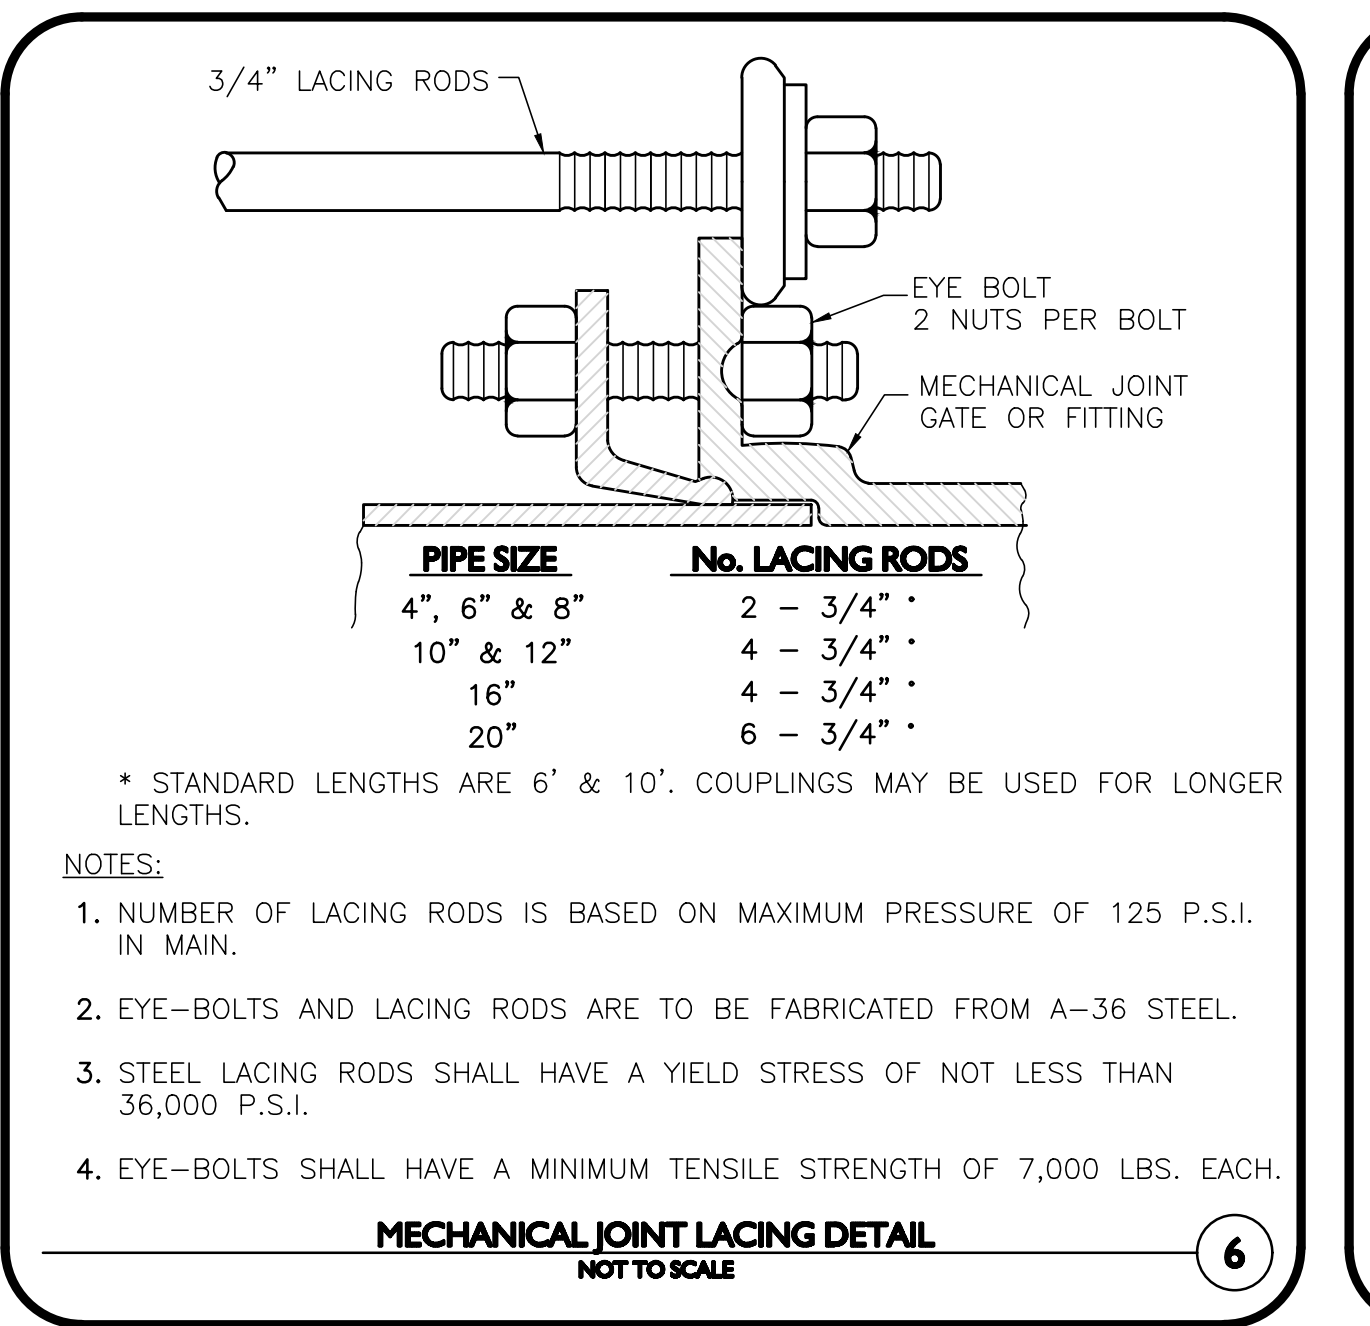 3/4” LACING RODS
EYE BOLT
2 NUTS PER BOLT
MECHANICAL JOINT
GATE OR FITTING
PIPE SIZE No. LACING RODS
4”, 6” & 8” 2 – 3/4” *
10” & 12” 4 – 3/4” *
16” 4 – 3/4” *
20” 6 – 3/4” *
* STANDARD LENGTHS ARE 6’ & 10’. COUPLINGS MAY BE USED FOR LONGER
LENGTHS.
NOTES:
1. NUMBER OF LACING RODS IS BASED ON MAXIMUM PRESSURE OF 125 P.S.I.
IN MAIN.
2. EYE–BOLTS AND LACING RODS ARE TO BE FABRICATED FROM A–36 STEEL.
3. STEEL LACING RODS SHALL HAVE A YIELD STRESS OF NOT LESS THAN
36,000 P.S.I.
4. EYE–BOLTS SHALL HAVE A MINIMUM TENSILE STRENGTH OF 7,000 LBS. EACH.
MECHANICAL JOINT LACING DETAIL
NOT TO SCALE
6